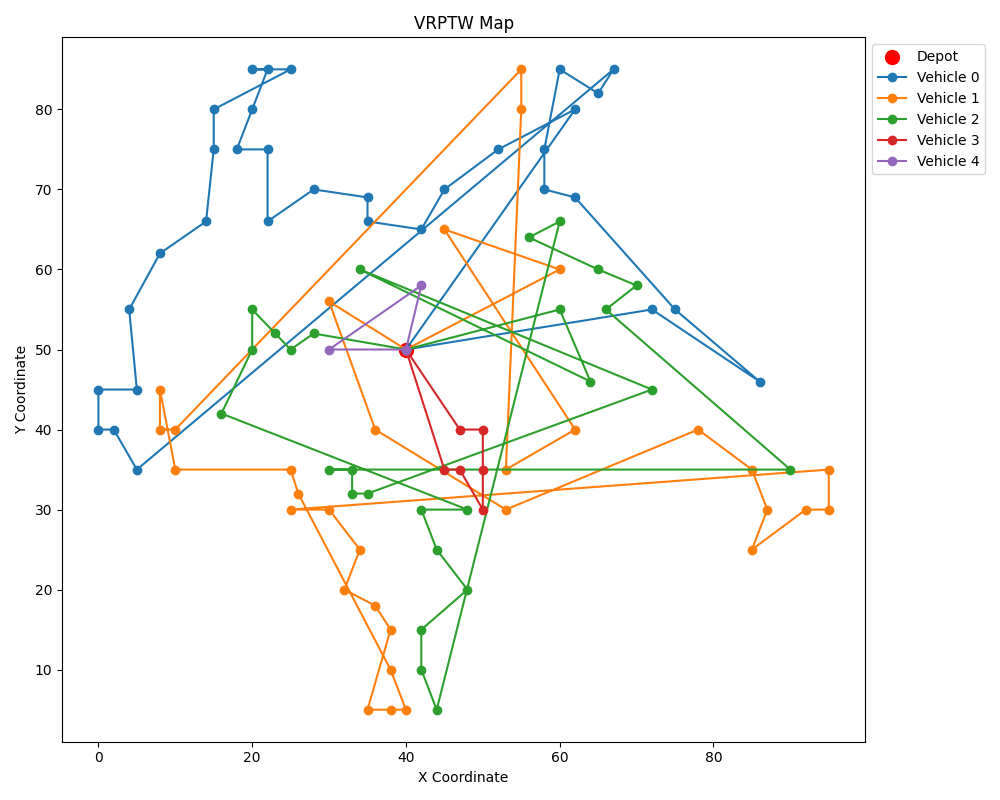 VRPTW Map
Depot
Vehicle 0
Vehicle 1
Vehicle 2
Vehicle 3
Vehicle 4
Y Coordinate
80
70
60
50
40
30
20
10
0
20
40
60
80
X Coordinate